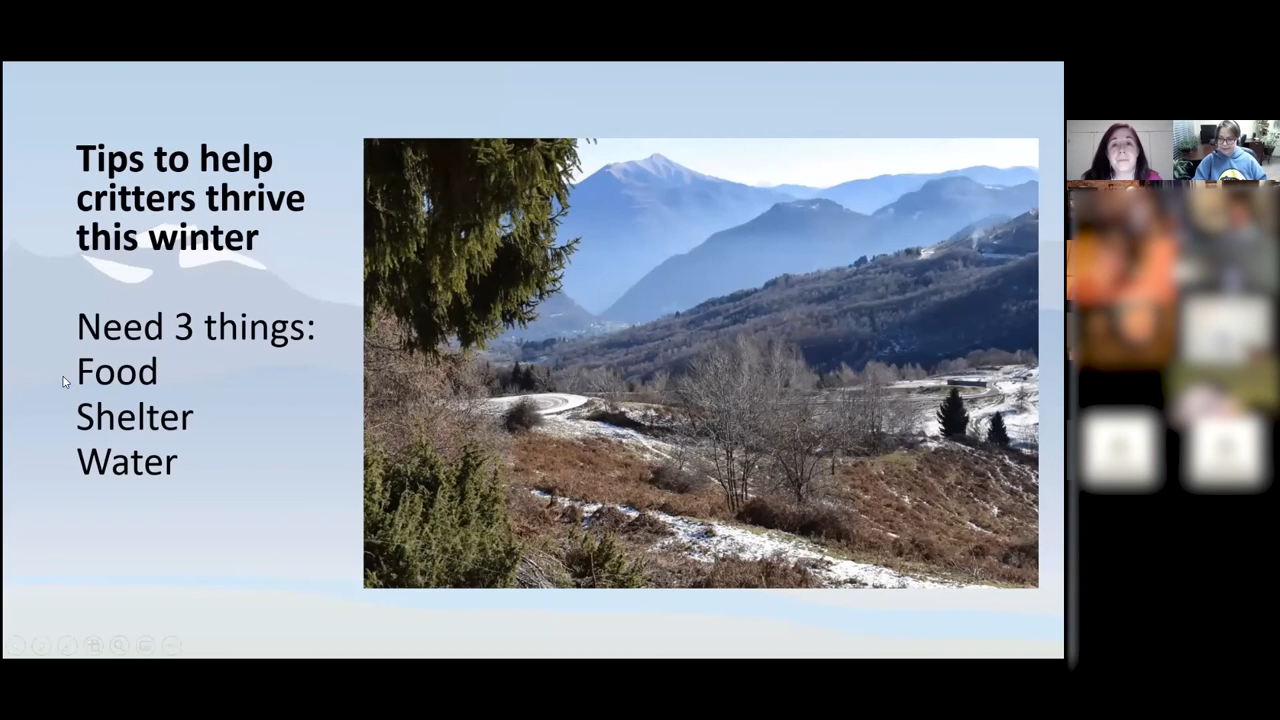 Tips to help
critters thrive
this winter
Need 3 things:
Food
Shelter
Water